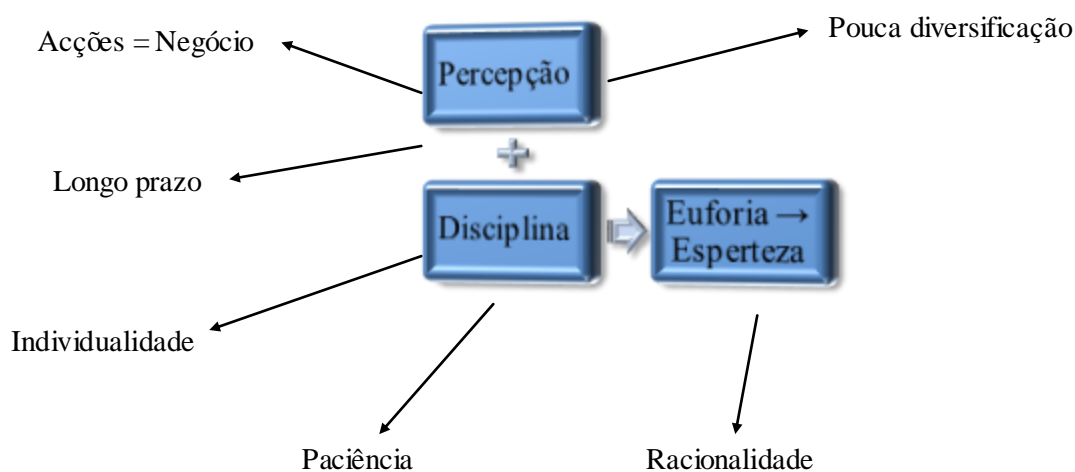 Acções = Negócio
Pouca diversificação
Percepção
+
Longo prazo
Disciplina
Euforia →
Esperteza
Individualidade
Paciência
Racionalidade